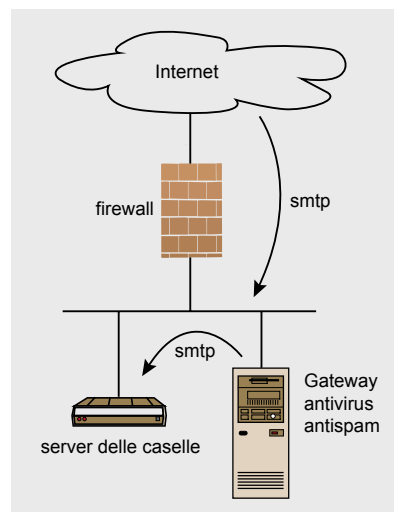 Internet
firewall
smtp
smtp
Gateway
antivirus
antispam
server delle caselle